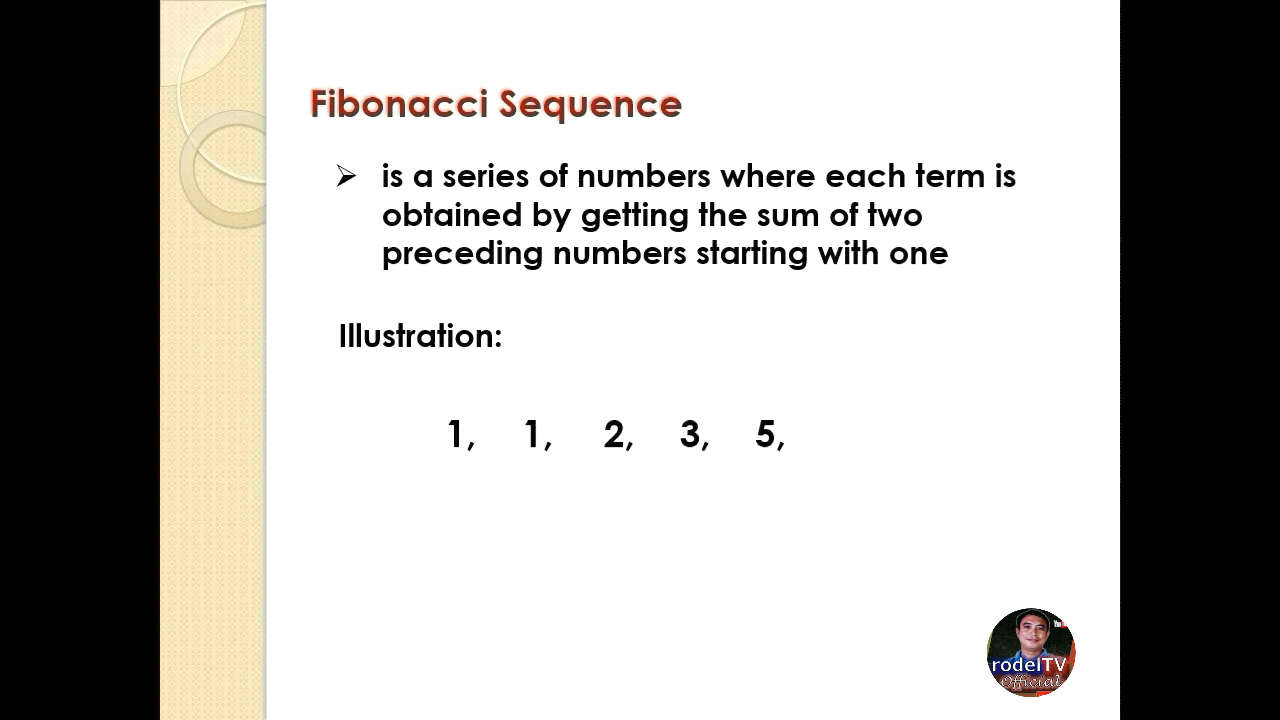 Fibonacci Sequence
➢ is a series of numbers where each term is
obtained by getting the sum of two
preceding numbers starting with one
Illustration:
1, 1, 2, 3, 5,
rodelTV
Official